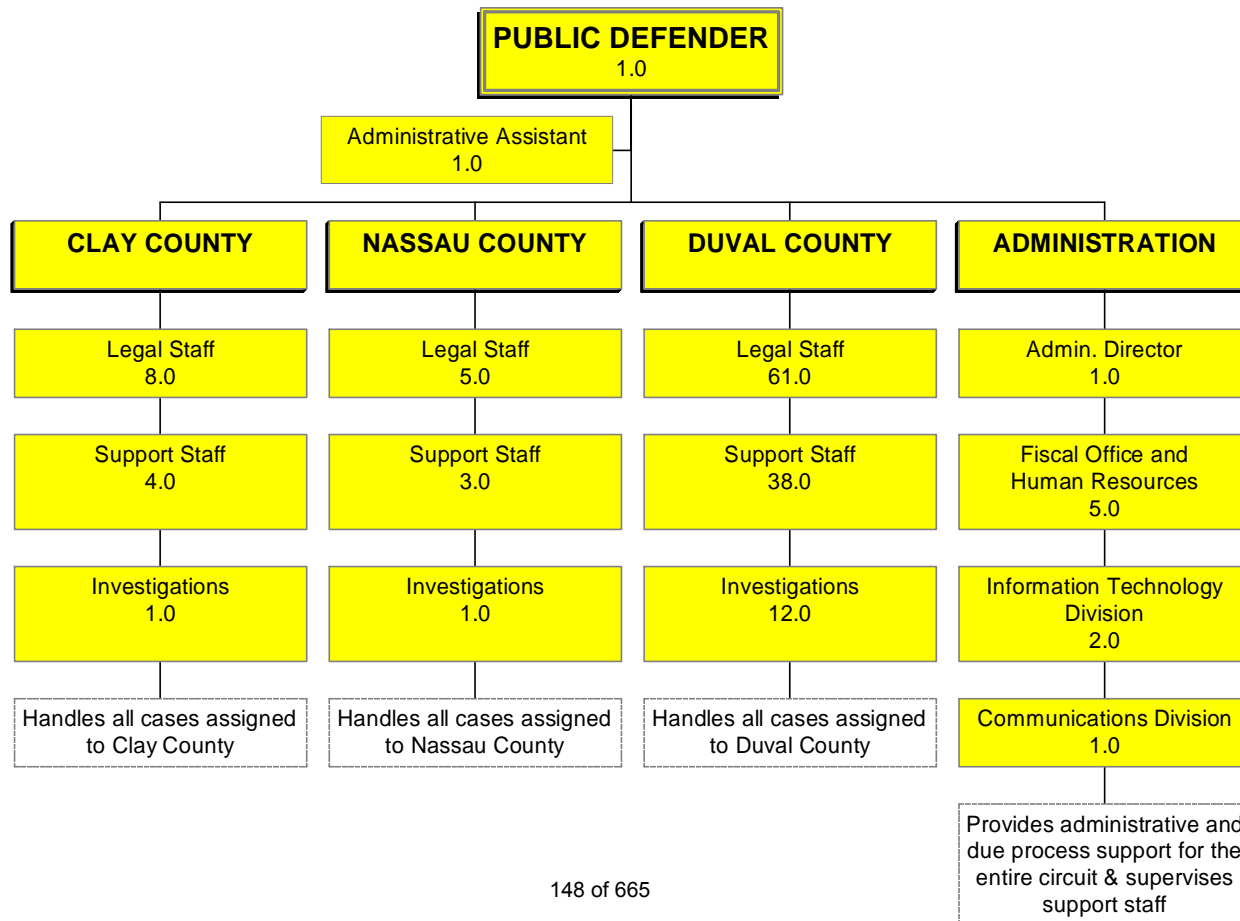 PUBLIC DEFENDER
1.0
Administrative Assistant
1.0
CLAY COUNTY
Legal Staff
8.0
Support Staff
4.0
Investigations
1.0
Handles all cases assigned
to Clay County
NASSAU COUNTY
Legal Staff
5.0
Support Staff
3.0
Investigations
1.0
Handles all cases assigned
to Nassau County
DUVAL COUNTY
Legal Staff
61.0
Support Staff
38.0
Investigations
12.0
Handles all cases assigned
to Duval County
ADMINISTRATION
Admin. Director
1.0
Fiscal Office and
Human Resources
5.0
Information Technology
Division
2.0
Communications Division
1.0
Provides administrative and
due process support for the
entire circuit & supervises
support staff
148 of 665